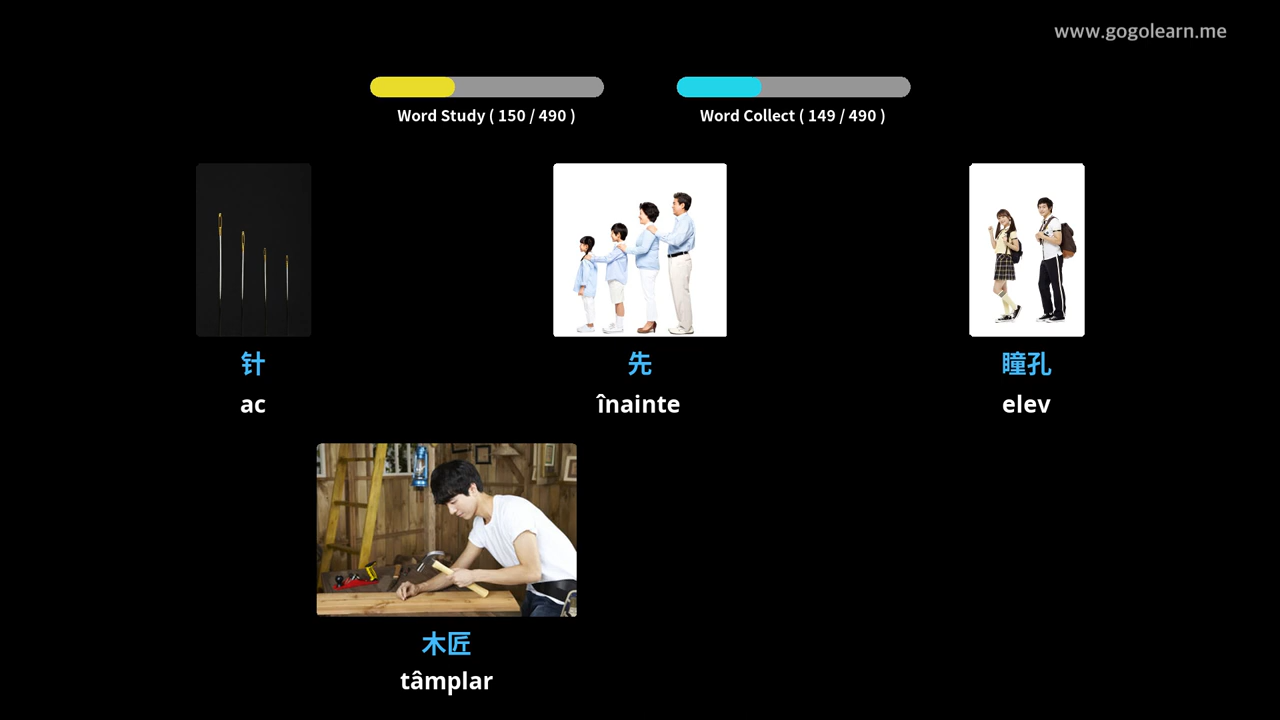 www.gogolearn.me
Word Study ( 150 / 490 )
Word Collect ( 149 / 490 )
针
先
瞳孔
ac
înainte
elev
木匠
tâmplar